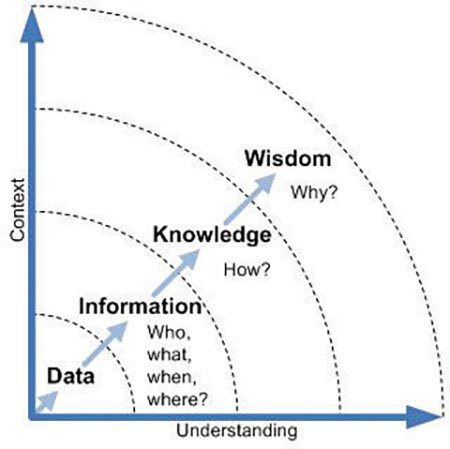 Wisdom
Why?
Context
Knowledge
How?
Information
Who,
what,
when,
where?
Data
Understanding